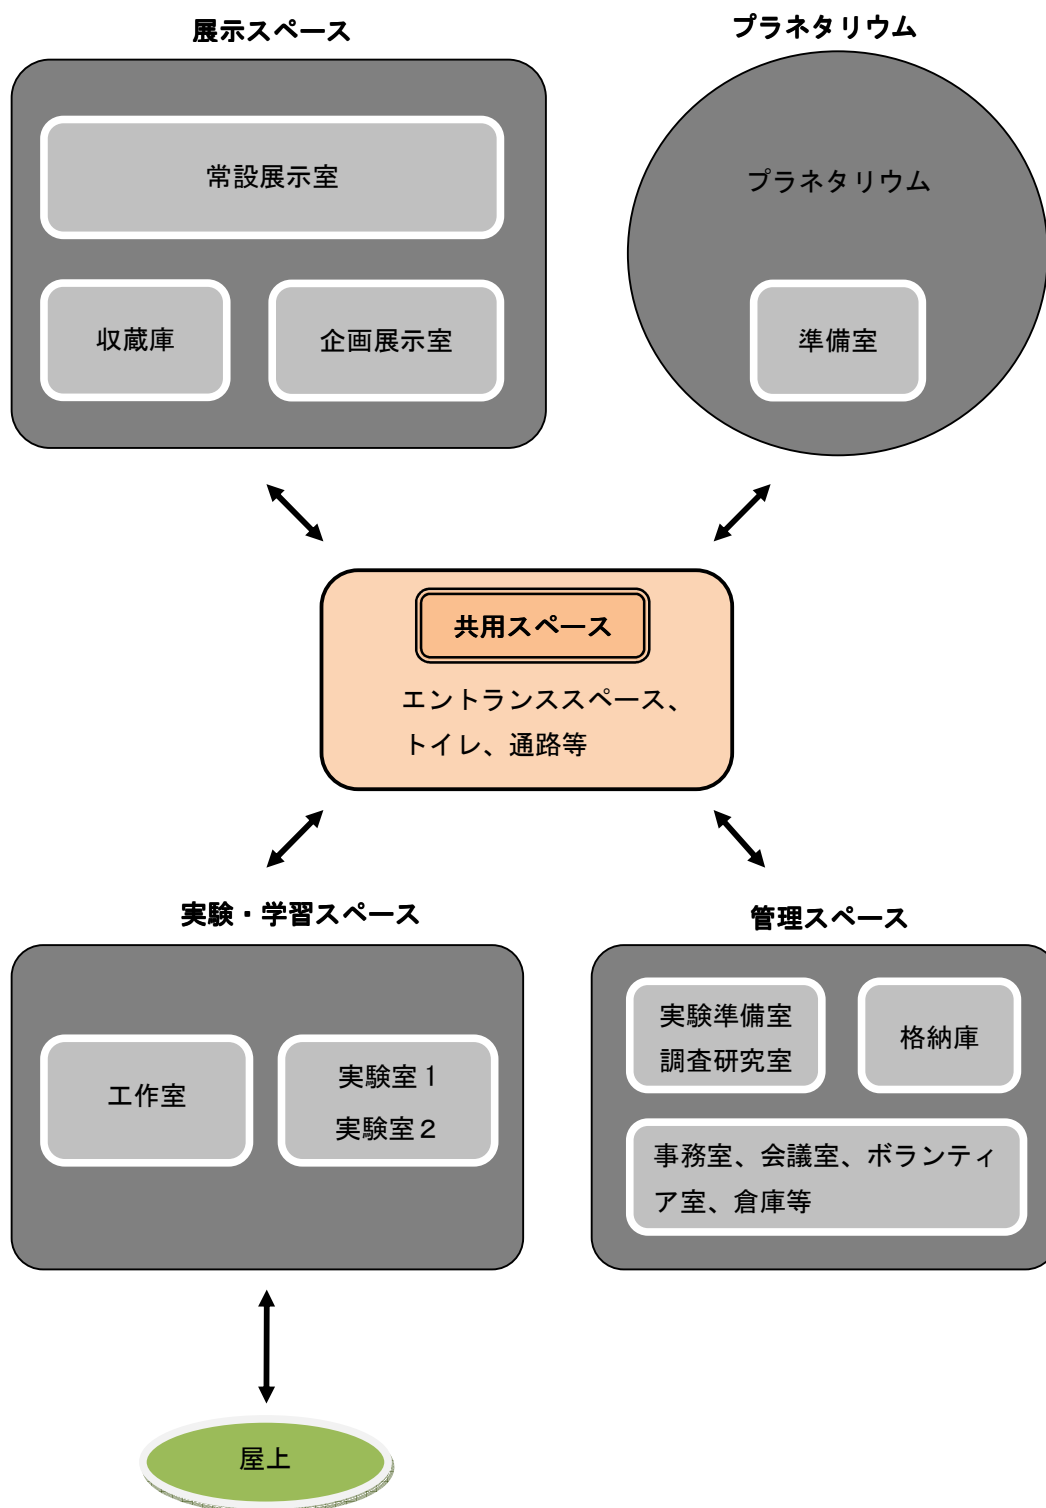 展示スペース
プラネタリウム
常設展示室
収蔵庫
企画展示室
プラネタリウム
準備室
共用スペース
エントランススペース、
トイレ、通路等
実験・学習スペース
管理スペース
工作室
実験室１
実験室２
実験準備室
調査研究室
格納庫
事務室、会議室、ボランティ
ア室、倉庫等
屋上